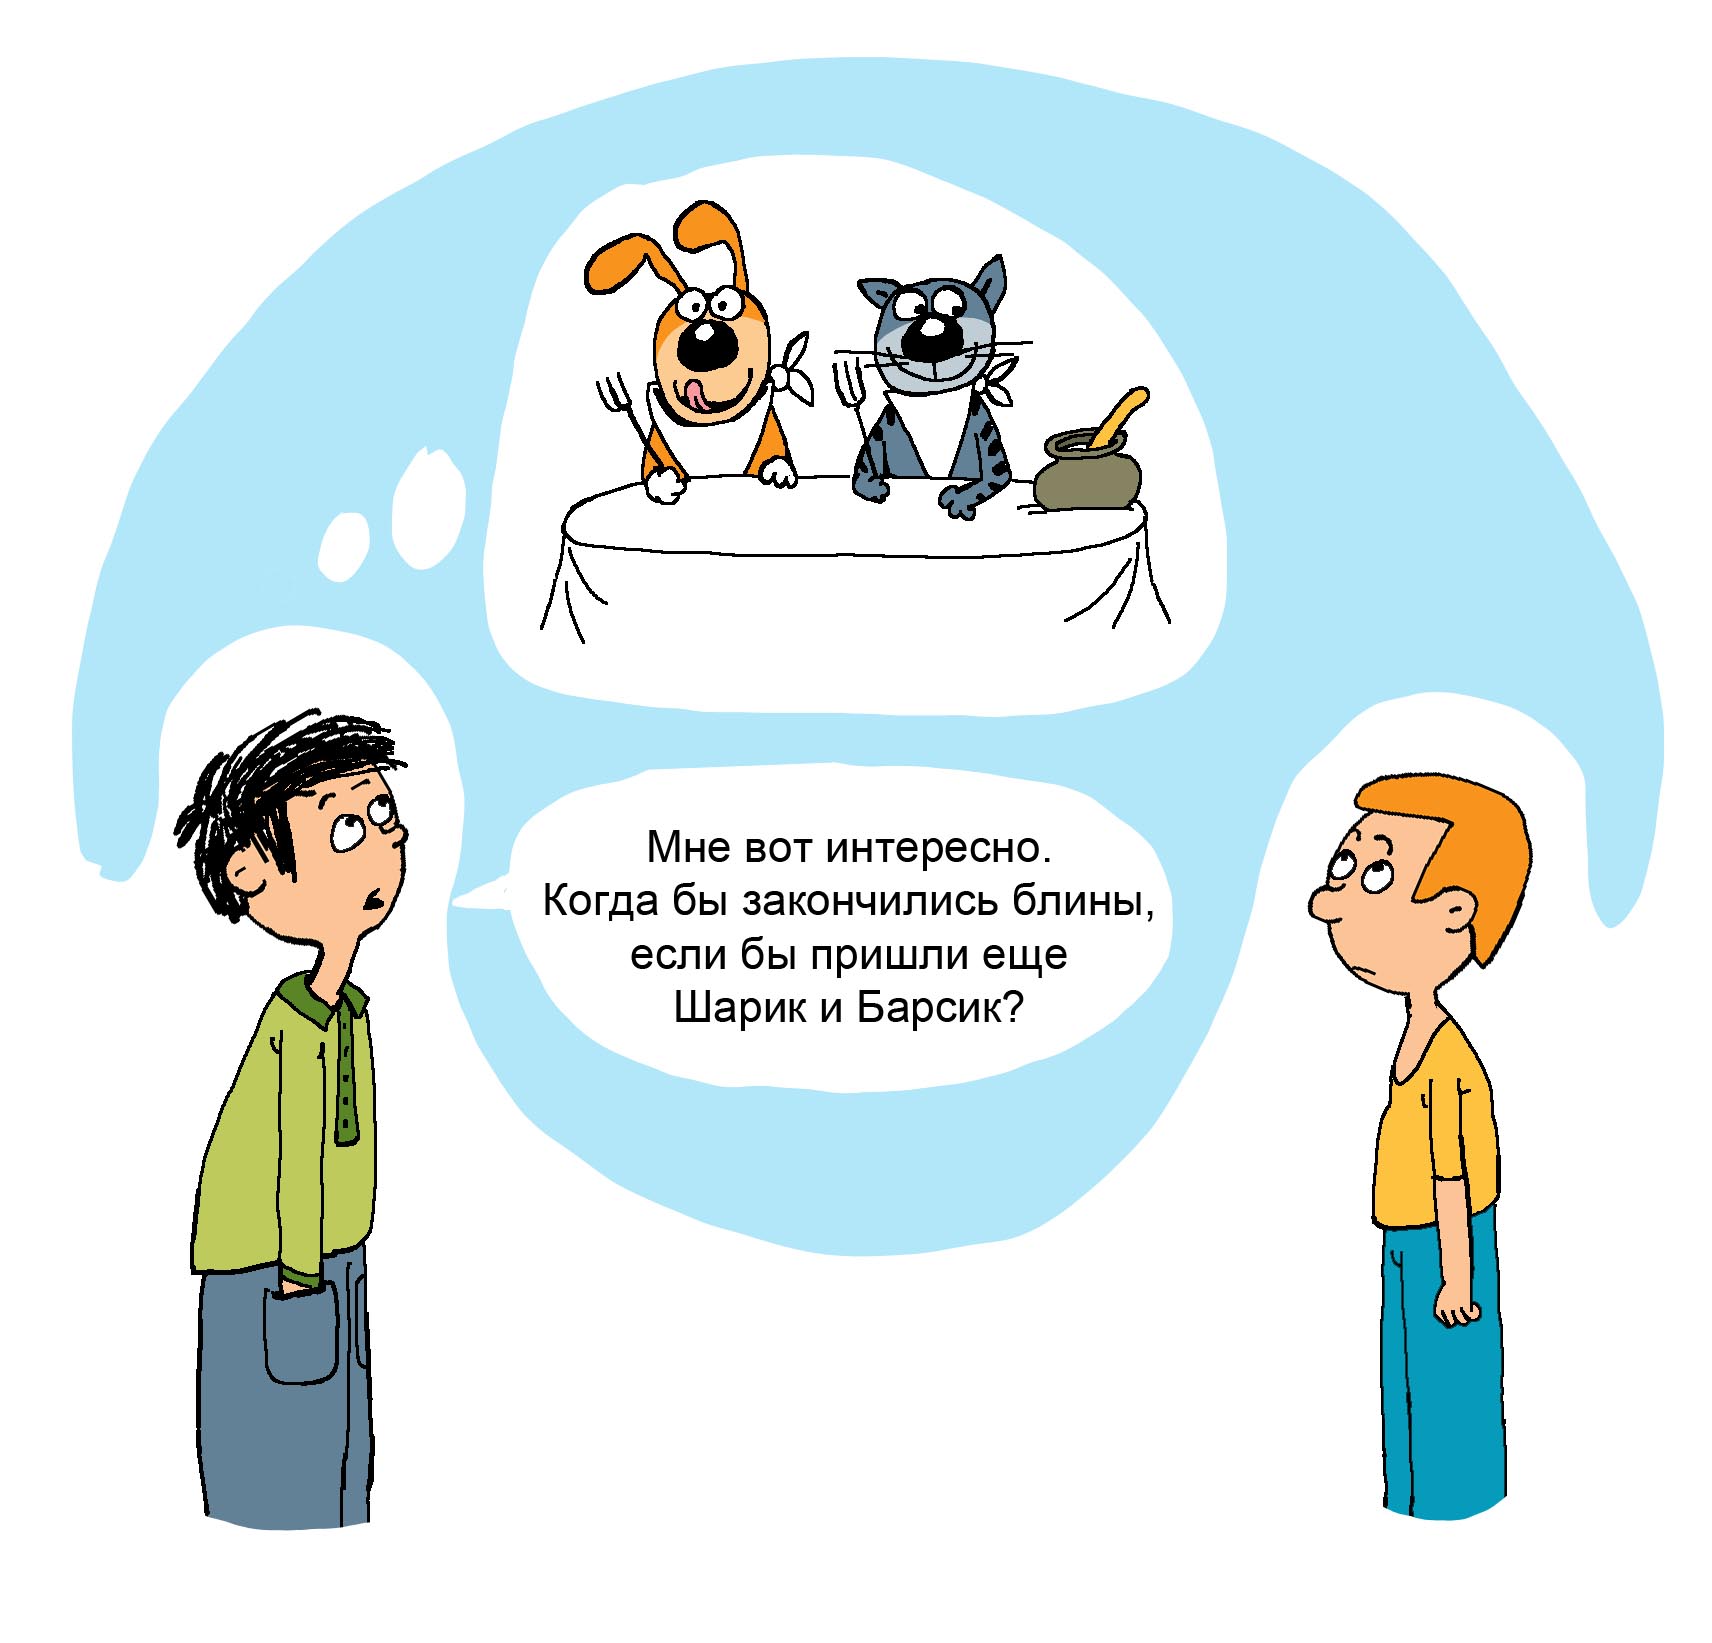 Мне вот интересно.
Когда бы закончились блины,
если бы пришли еще
Шарик и Барсик?